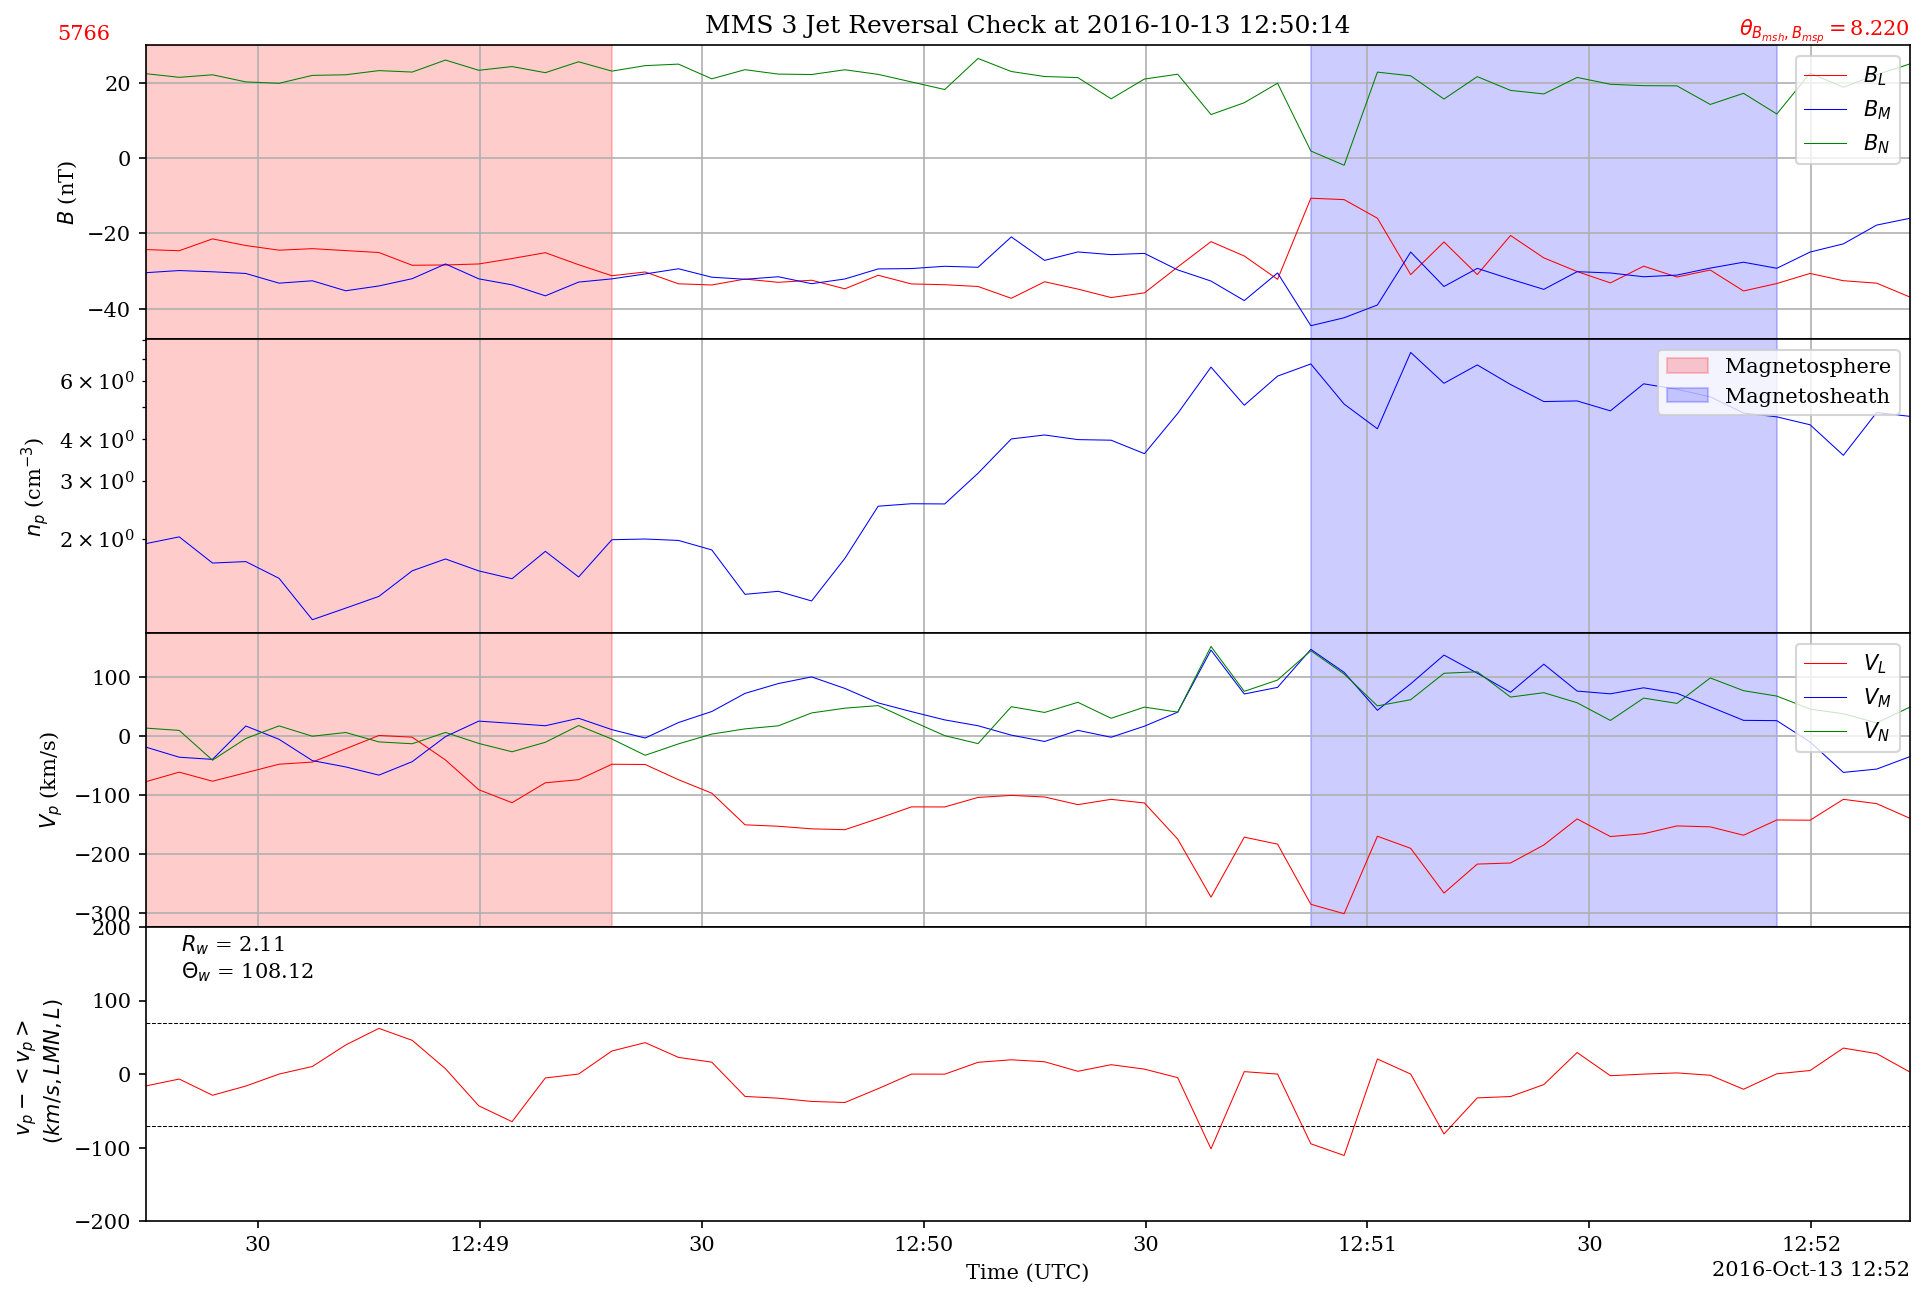 5766
MMS 3 Jet Reversal Check at 2016-10-13 12:50:14
θ_{B_{msh}, B_{msp}} = 8.220
20
0
−20
−40
B (nT)
B_L
B_M
B_N
6 × 10^0
4 × 10^0
3 × 10^0
2 × 10^0
n_p (cm^{−3})
Magnetosphere
Magnetosheath
100
0
−100
−200
−300
V_p (km/s)
V_L
V_M
V_N
200
100
0
−100
−200
v_p − < v_p >
(km/s, LMN, L)
R_w = 2.11
Θ_w = 108.12
30
12:49
30
12:50
30
12:51
30
12:52
Time (UTC)
2016-Oct-13 12:52